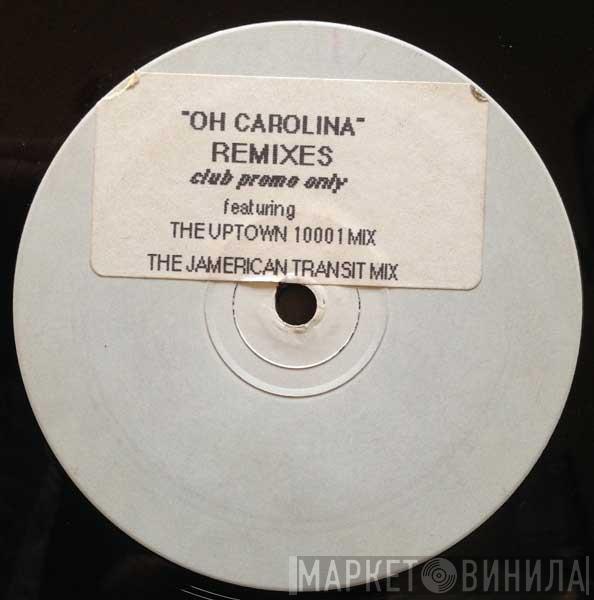 "OH CAROLINA"
REMIXES
club promo only
featuring
THE UPTOWN 10001 MIX
THE JAMERICAN TRANSIT MIX
МАРКЕТ ВИНИЛА